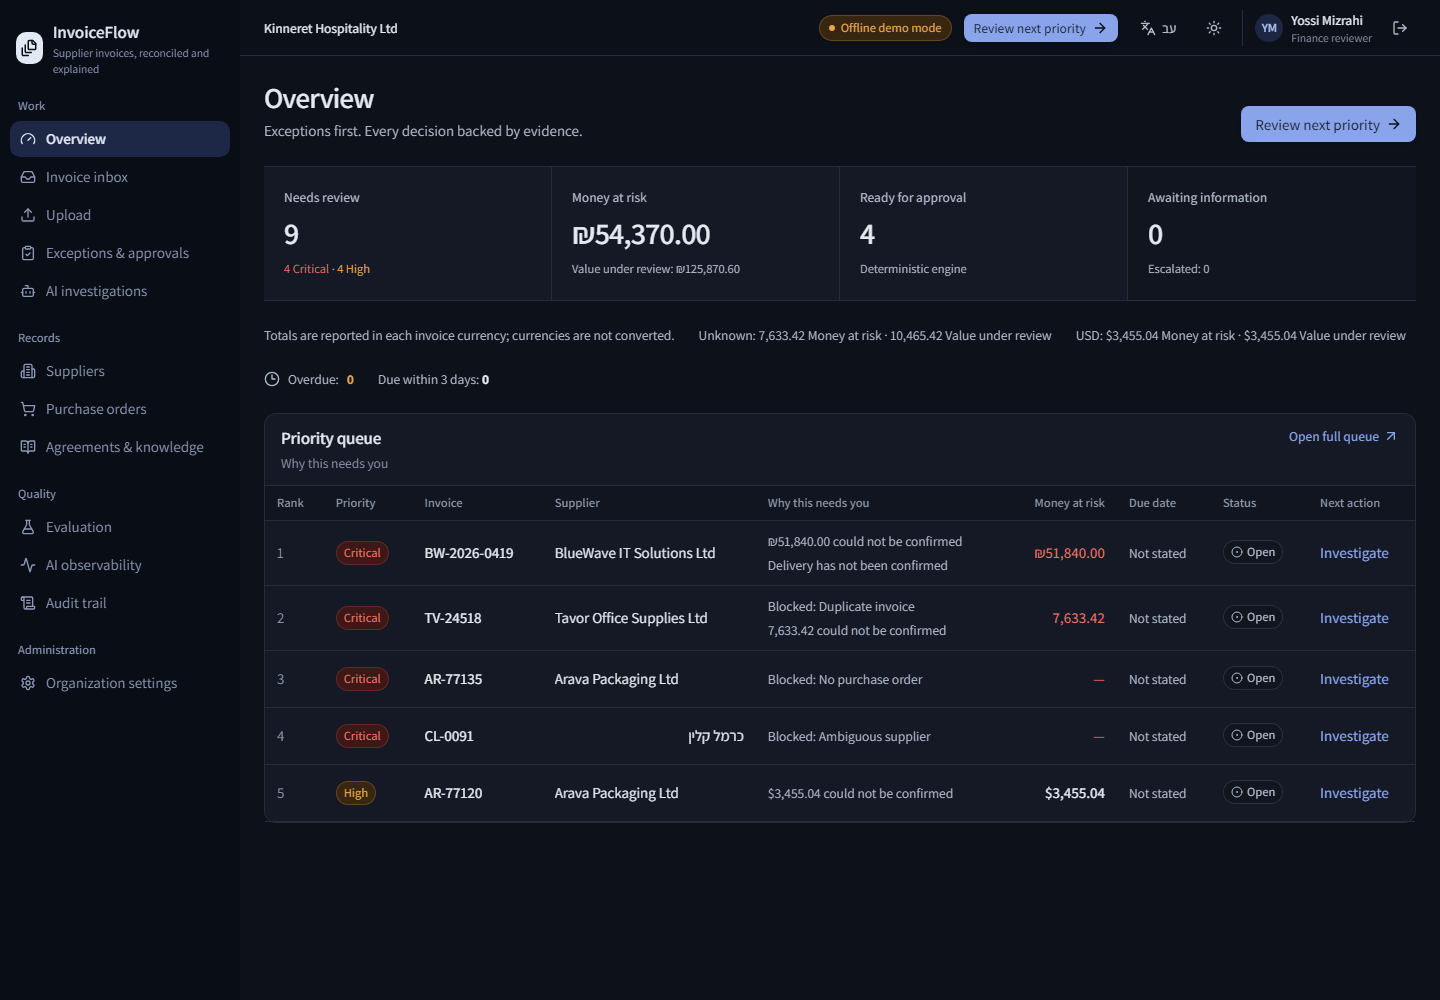 InvoiceFlow
Supplier invoices, reconciled and
explained
Work
Overview
Invoice inbox
Upload
Exceptions & approvals
AI investigations
Records
Suppliers
Purchase orders
Agreements & knowledge
Quality
Evaluation
AI observability
Audit trail
Administration
Organization settings
Kinneret Hospitality Ltd
Offline demo mode
Review next priority
עב
YM
Yossi Mizrahi
Finance reviewer
Overview
Exceptions first. Every decision backed by evidence.
Review next priority
Needs review
9
4 Critical · 4 High
Money at risk
₪54,370.00
Value under review: ₪125,870.60
Ready for approval
4
Deterministic engine
Awaiting information
0
Escalated: 0
Totals are reported in each invoice currency; currencies are not converted. Unknown: 7,633.42 Money at risk · 10,465.42 Value under review USD: $3,455.04 Money at risk · $3,455.04 Value under review
Overdue: 0 Due within 3 days: 0
Priority queue
Why this needs you
Open full queue
Rank Priority Invoice Supplier Why this needs you Money at risk Due date Status Next action
1 Critical BW-2026-0419 BlueWave IT Solutions Ltd ₪51,840.00 could not be confirmed
Delivery has not been confirmed ₪51,840.00 Not stated Open Investigate
2 Critical TV-24518 Tavor Office Supplies Ltd Blocked: Duplicate invoice
7,633.42 could not be confirmed 7,633.42 Not stated Open Investigate
3 Critical AR-77135 Arava Packaging Ltd Blocked: No purchase order — Not stated Open Investigate
4 Critical CL-0091 כרמל קלין Blocked: Ambiguous supplier — Not stated Open Investigate
5 High AR-77120 Arava Packaging Ltd $3,455.04 could not be confirmed $3,455.04 Not stated Open Investigate